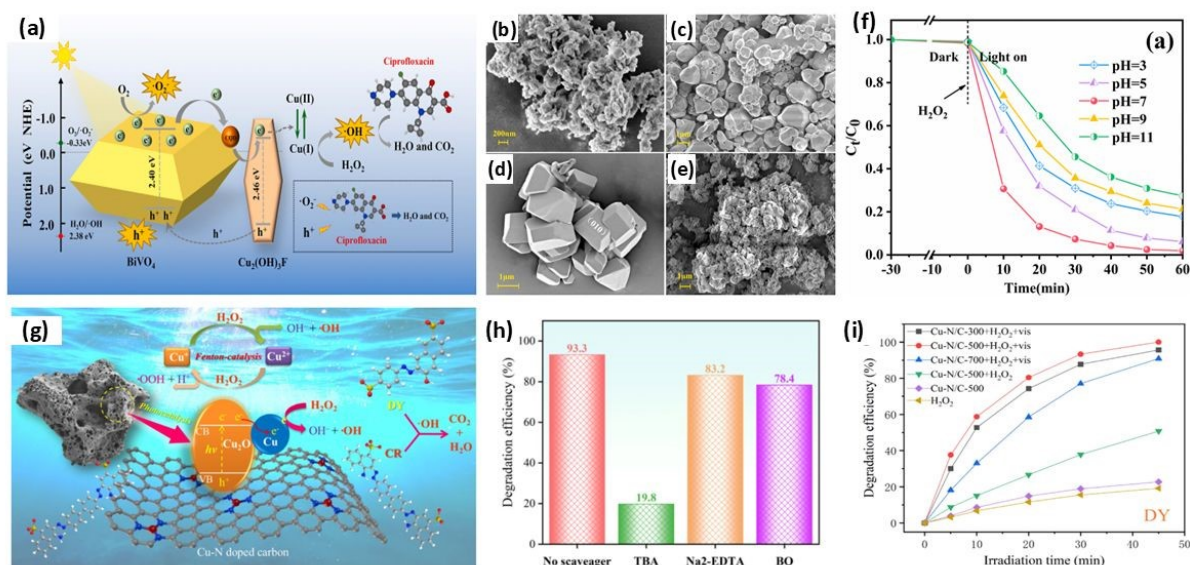 (a)
Potential (eV NHE)
-1.0
0.0
1.0
2.0
O₂/·O₂⁻
-0.33eV
H₂O/·OH
2.38 eV
O₂
·O₂⁻
e⁻
2.40 eV
h⁺ h⁺
h⁺
BiVO₄
h⁺
2.46 eV
h⁺
Cu₂(OH)₃F
Cu(II)
Cu(I)
·OH
H₂O₂
Ciprofloxacin
H₂O and CO₂
·O₂⁻
h⁺
H₂O and CO₂
Ciprofloxacin
(b)
200nm
(c)
1μm
(d)
(010)
1μm
(e)
1μm
(f)
(a)
Dark
Light on
H₂O₂
pH=3
pH=5
pH=7
pH=9
pH=11
Cₜ/C₀
1.0
0.8
0.6
0.4
0.2
0.0
-30 -10 0 10 20 30 40 50 60
Time(min)
(g)
H₂O₂
OH⁻ + ·OH
Cu⁺
Fenton-catalysis
Cu²⁺
·OOH + H⁺
H₂O₂
CB
e⁻
Cu₂O
hv
VB
h⁺
e⁻
Cu
H₂O₂
OH⁻ + ·OH
DY
CR
·OH
CO₂
+
H₂O
Cu-N doped carbon
(h)
Degradation efficiency (%)
100
80
60
40
20
0
93.3
19.8
83.2
78.4
No scaveager
TBA
Na2-EDTA
BQ
(i)
Degradation efficiency (%)
100
80
60
40
20
0
Cu-N/C-300+H₂O₂+vis
Cu-N/C-500+H₂O₂+vis
Cu-N/C-700+H₂O₂+vis
Cu-N/C-500+H₂O₂
Cu-N/C-500
H₂O₂
DY
0 10 20 30 40 50
Irradiation time (min)